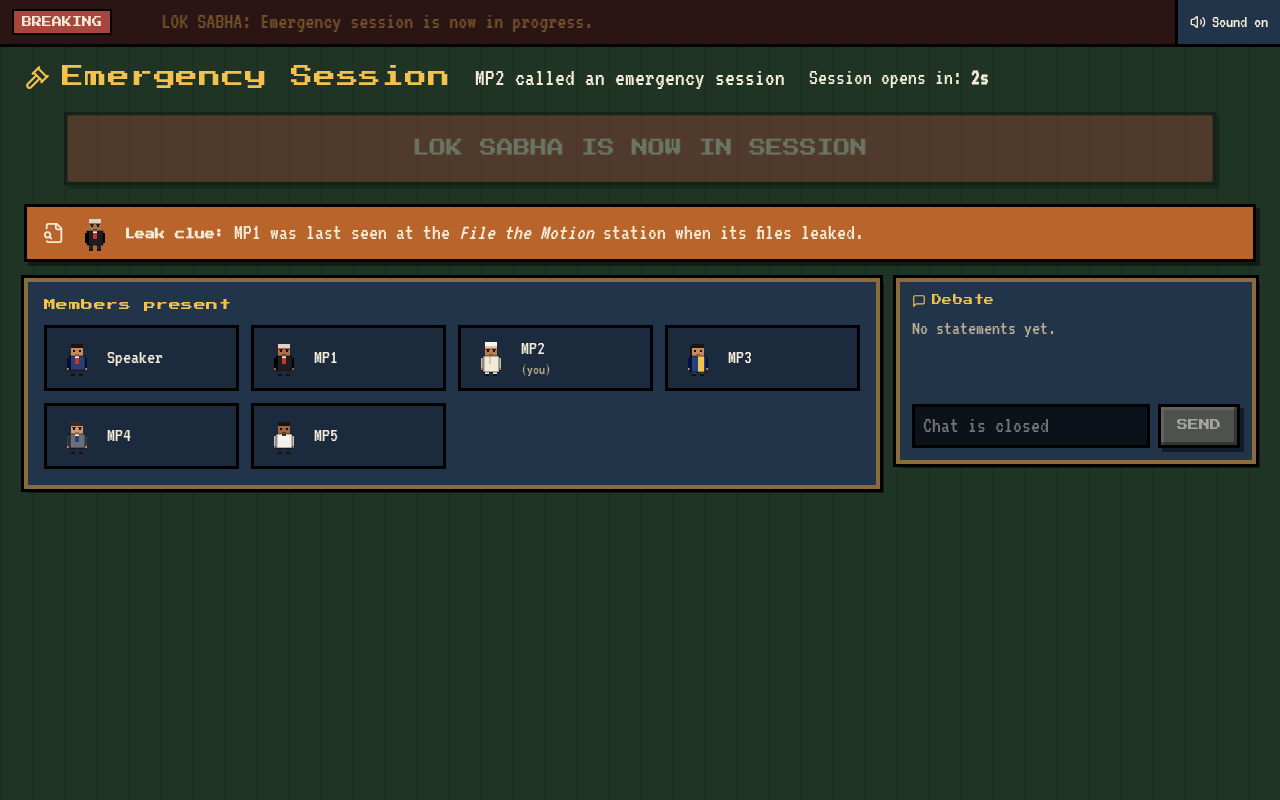 BREAKING
LOK SABHA: Emergency session is now in progress.
Sound on
Emergency Session
MP2 called an emergency session
Session opens in: 2s
LOK SABHA IS NOW IN SESSION
Leak clue: MP1 was last seen at the File the Motion station when its files leaked.
Members present
Speaker
MP1
MP2
(you)
MP3
MP4
MP5
Debate
No statements yet.
Chat is closed
SEND